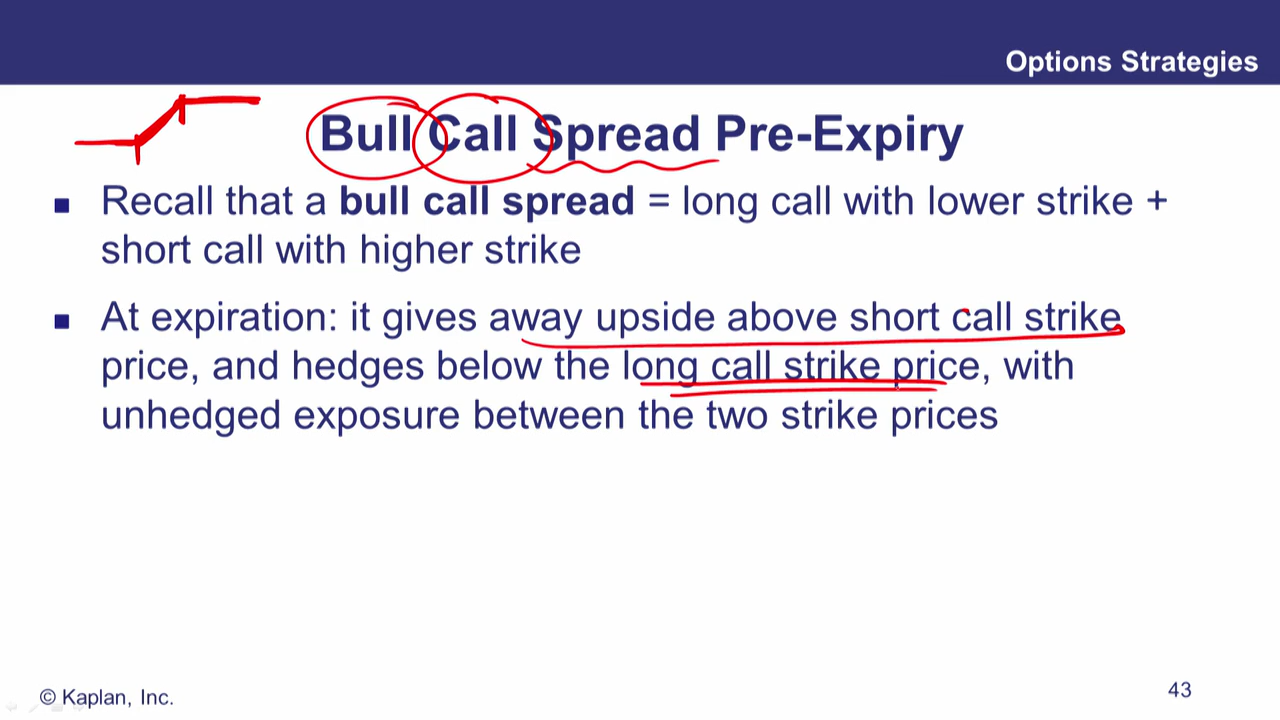 Options Strategies
Bull Call Spread Pre-Expiry
■ Recall that a bull call spread = long call with lower strike +
short call with higher strike
■ At expiration: it gives away upside above short call strike
price, and hedges below the long call strike price, with
unhedged exposure between the two strike prices
© Kaplan, Inc.
43